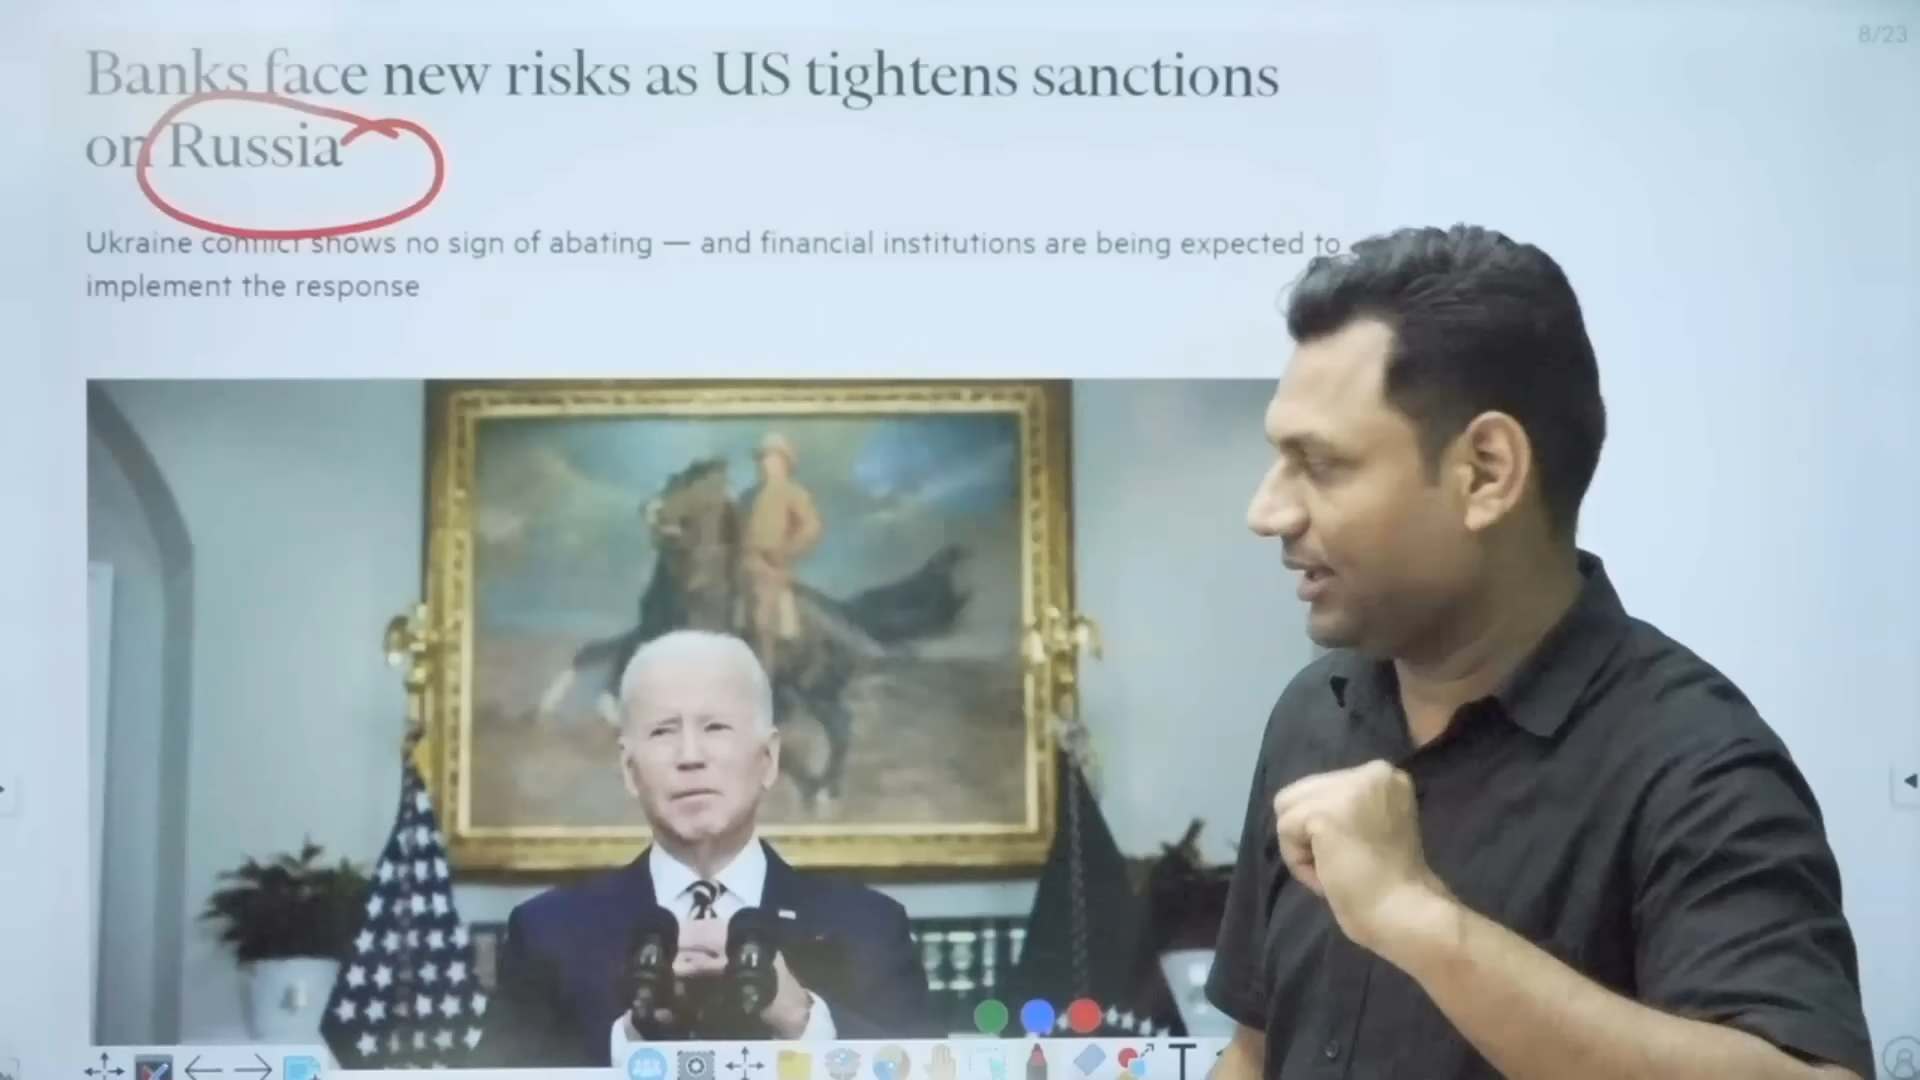 8/23
Banks face new risks as US tightens sanctions
on Russia
Ukraine conflict shows no sign of abating — and financial institutions are being expected to
implement the response
T